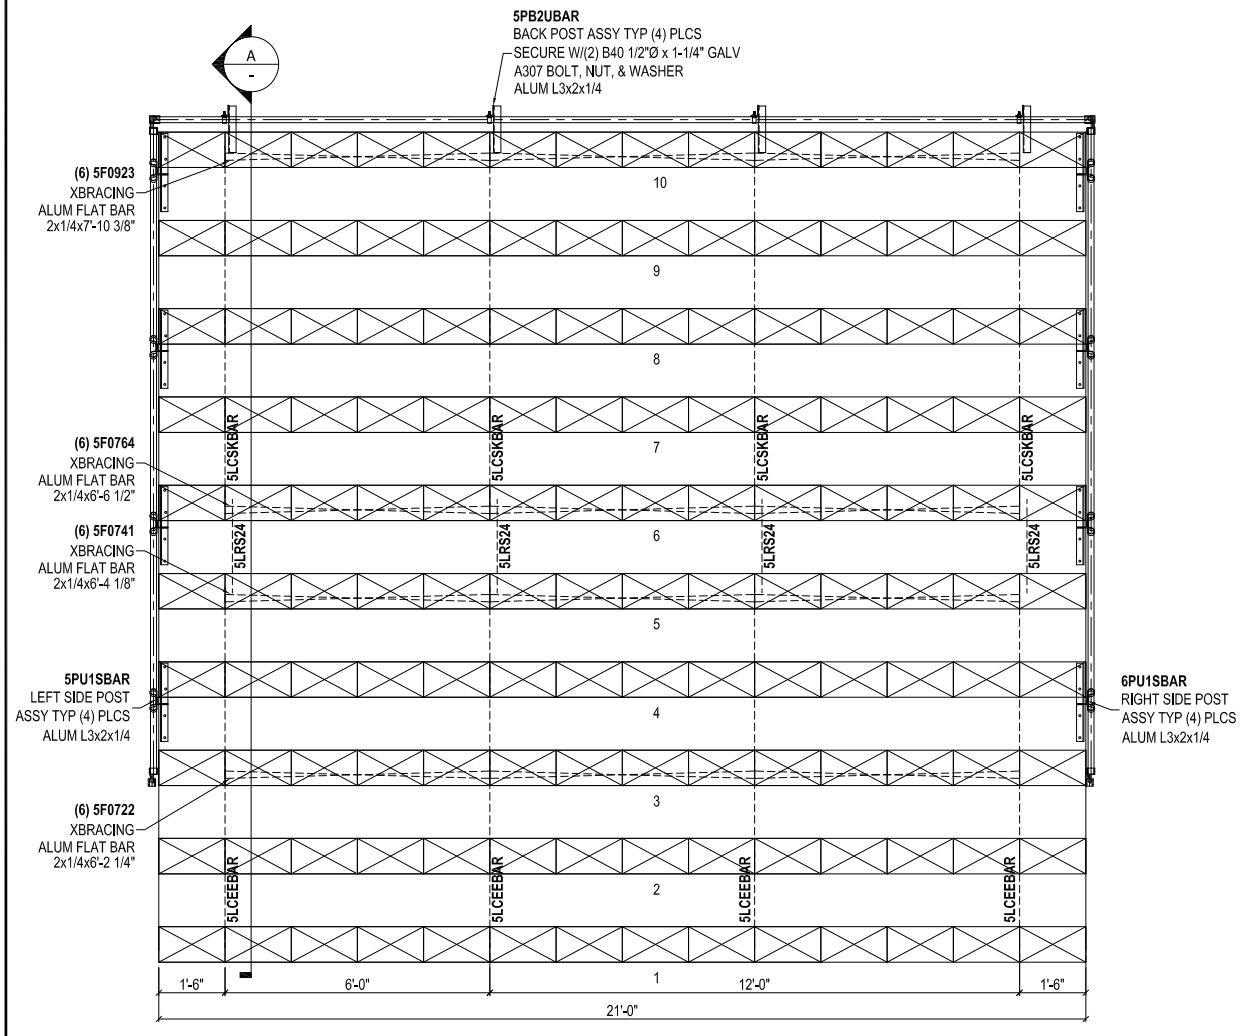 5PB2UBAR
BACK POST ASSY TYP (4) PLCS
SECURE W/(2) B40 1/2"Ø x 1-1/4" GALV
A307 BOLT, NUT, & WASHER
ALUM L3x2x1/4
A
-
(6) 5F0923
XBRACING
ALUM FLAT BAR
2x1/4x7'-10 3/8"
10
9
8
7
5LCSKBAR
5LCSKBAR
5LCSKBAR
5LCSKBAR
(6) 5F0764
XBRACING
ALUM FLAT BAR
2x1/4x6'-6 1/2"
6
(6) 5F0741
XBRACING
ALUM FLAT BAR
2x1/4x6'-4 1/8"
5LRS24
5LRS24
5LRS24
5LRS24
5
5PU1SBAR
LEFT SIDE POST
ASSY TYP (4) PLCS
ALUM L3x2x1/4
6PU1SBAR
RIGHT SIDE POST
ASSY TYP (4) PLCS
ALUM L3x2x1/4
4
3
(6) 5F0722
XBRACING
ALUM FLAT BAR
2x1/4x6'-2 1/4"
5LCEEBAR
5LCEEBAR
5LCEEBAR
5LCEEBAR
2
1
1'-6"
6'-0"
12'-0"
1'-6"
21'-0"